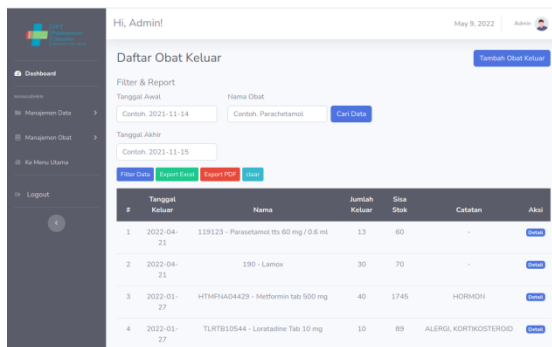 Hi, Admin!
May 9, 2022
Admin
Dashboard
Manajemen Data
Manajemen Obat
Ke Menu Utama
Logout
Daftar Obat Keluar
Tambah Obat Keluar
Filter & Report
Tanggal Awal
Nama Obat
Contoh. 2021-11-14
Contoh. Parachetamol
Cari Data
Tanggal Akhir
Contoh. 2021-11-15
Filter Data
Export Excel
Export PDF
clear
# Tanggal Keluar Nama Jumlah Keluar Sisa Stok Catatan Aksi
1 2022-04-21 119123 - Parasetamol tts 60 mg / 0.6 ml 13 60 - Detail
2 2022-04-21 190 - Lamox 30 70 - Detail
3 2022-01-27 HTMFNA04429 - Metformin tab 500 mg 40 1745 HORMON Detail
4 2022-01-27 TLRTB10544 - Loratadine Tab 10 mg 10 89 ALERGI, KORTIKOSTEROID Detail